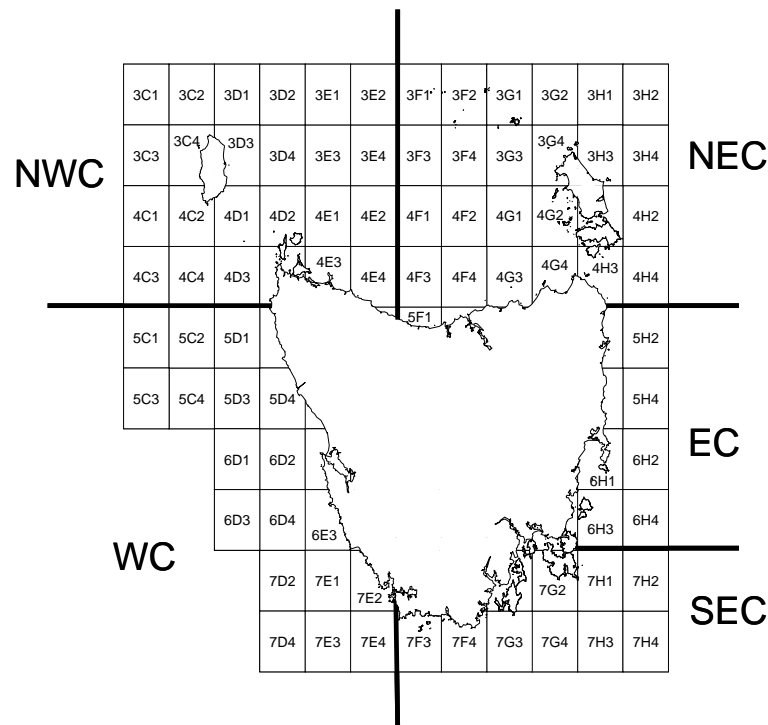 3C1 3C2 3D1 3D2 3E1 3E2 3F1 3F2 3G1 3G2 3H1 3H2
3C3 3C4 3D3 3D4 3E3 3E4 3F3 3F4 3G3 3G4 3H3 3H4
NWC
NEC
4C1 4C2 4D1 4D2 4E1 4E2 4F1 4F2 4G1 4G2 4H2
4C3 4C4 4D3 4E3 4E4 4F3 4F4 4G3 4G4 4H3 4H4
5C1 5C2 5D1 5F1 5H2
5C3 5C4 5D3 5D4 5H4
EC
6D1 6D2 6H1 6H2
6D3 6D4 6E3 6H3 6H4
WC
7D2 7E1 7E2 7G2 7H1 7H2
SEC
7D4 7E3 7E4 7F3 7F4 7G3 7G4 7H3 7H4